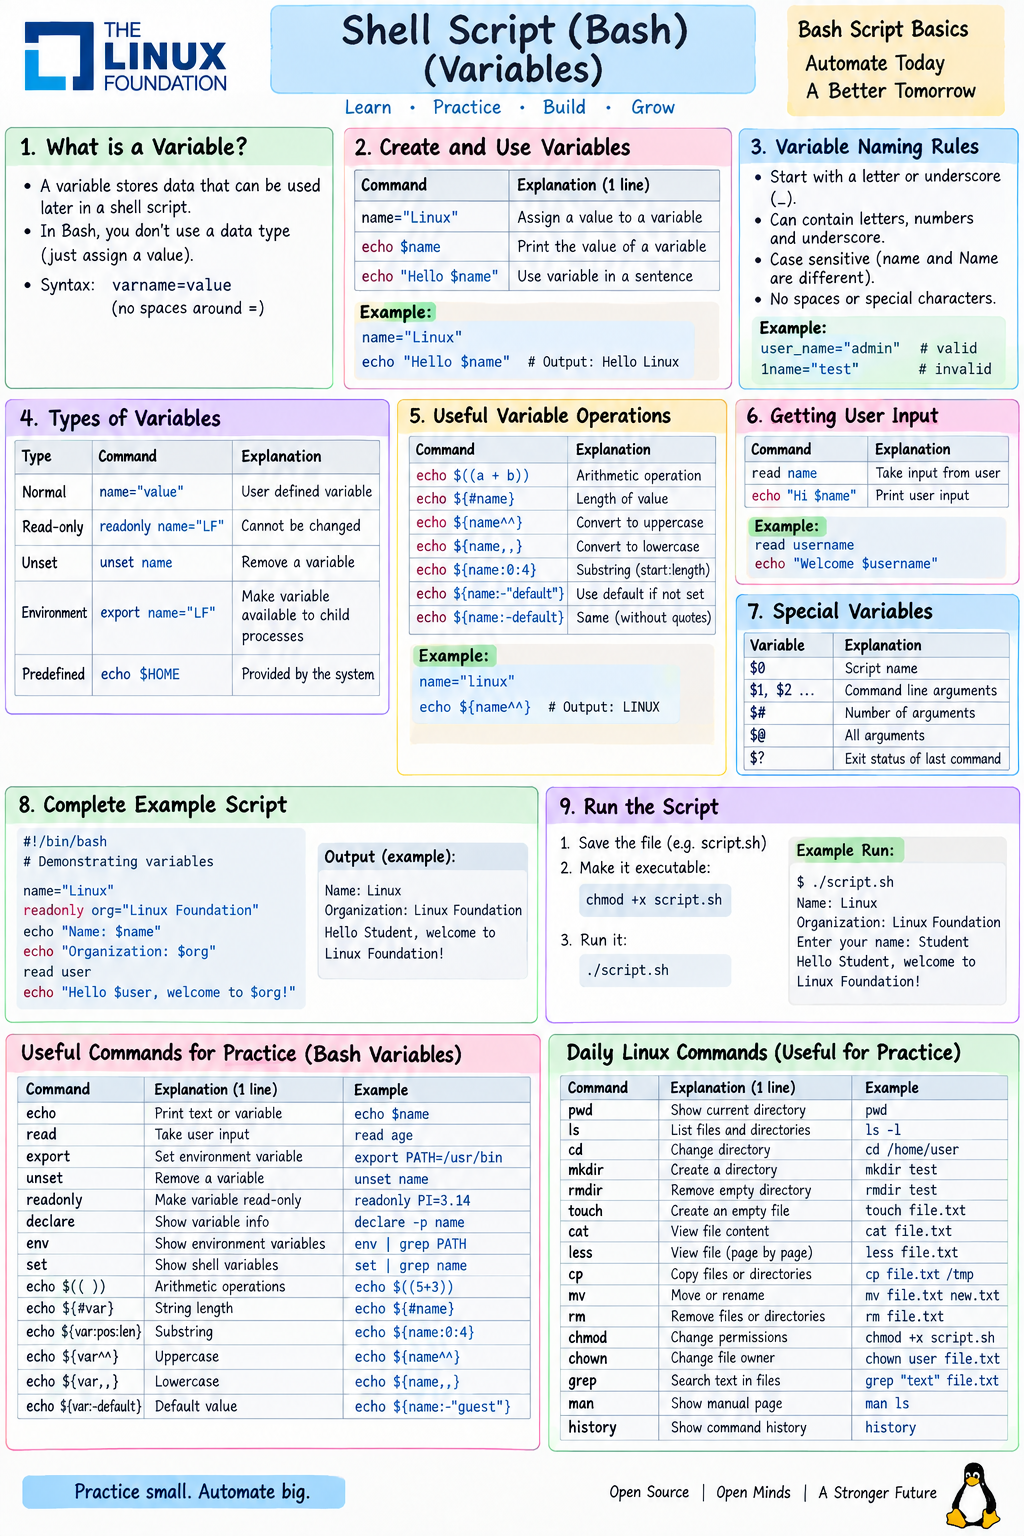 THE
LINUX
FOUNDATION
Shell Script (Bash)
(Variables)
Learn • Practice • Build • Grow
Bash Script Basics
Automate Today
A Better Tomorrow
1. What is a Variable?
• A variable stores data that can be used
later in a shell script.
• In Bash, you don't use a data type
(just assign a value).
• Syntax: varname=value
(no spaces around =)
2. Create and Use Variables
Command Explanation (1 line)
name="Linux" Assign a value to a variable
echo $name Print the value of a variable
echo "Hello $name" Use variable in a sentence
Example:
name="Linux"
echo "Hello $name" # Output: Hello Linux
3. Variable Naming Rules
• Start with a letter or underscore
(_).
• Can contain letters, numbers
and underscore.
• Case sensitive (name and Name
are different).
• No spaces or special characters.
Example:
user_name="admin" # valid
1name="test" # invalid
4. Types of Variables
Type Command Explanation
Normal name="value" User defined variable
Read-only readonly name="LF" Cannot be changed
Unset unset name Remove a variable
Environment export name="LF" Make variable
available to child
processes
Predefined echo $HOME Provided by the system
5. Useful Variable Operations
Command Explanation
echo $((a + b)) Arithmetic operation
echo ${#name} Length of value
echo ${name^^} Convert to uppercase
echo ${name,,} Convert to lowercase
echo ${name:0:4} Substring (start:length)
echo ${name:-"default"} Use default if not set
echo ${name:-default} Same (without quotes)
Example:
name="linux"
echo ${name^^} # Output: LINUX
6. Getting User Input
Command Explanation
read name Take input from user
echo "Hi $name" Print user input
Example:
read username
echo "Welcome $username"
7. Special Variables
Variable Explanation
$0 Script name
$1, $2 ... Command line arguments
$# Number of arguments
$@ All arguments
$? Exit status of last command
8. Complete Example Script
#!/bin/bash
# Demonstrating variables
name="Linux"
readonly org="Linux Foundation"
echo "Name: $name"
echo "Organization: $org"
read user
echo "Hello $user, welcome to $org!"
Output (example):
Name: Linux
Organization: Linux Foundation
Hello Student, welcome to
Linux Foundation!
9. Run the Script
1. Save the file (e.g. script.sh)
2. Make it executable:
chmod +x script.sh
3. Run it:
./script.sh
Example Run:
$ ./script.sh
Name: Linux
Organization: Linux Foundation
Enter your name: Student
Hello Student, welcome to
Linux Foundation!
Useful Commands for Practice (Bash Variables)
Command Explanation (1 line) Example
echo Print text or variable echo $name
read Take user input read age
export Set environment variable export PATH=/usr/bin
unset Remove a variable unset name
readonly Make variable read-only readonly PI=3.14
declare Show variable info declare -p name
env Show environment variables env | grep PATH
set Show shell variables set | grep name
echo $(( )) Arithmetic operations echo $((5+3))
echo ${#var} String length echo ${#name}
echo ${var:pos:len} Substring echo ${name:0:4}
echo ${var^^} Uppercase echo ${name^^}
echo ${var,,} Lowercase echo ${name,,}
echo ${var:-default} Default value echo ${name:-"guest"}
Daily Linux Commands (Useful for Practice)
Command Explanation (1 line) Example
pwd Show current directory pwd
ls List files and directories ls -l
cd Change directory cd /home/user
mkdir Create a directory mkdir test
rmdir Remove empty directory rmdir test
touch Create an empty file touch file.txt
cat View file content cat file.txt
less View file (page by page) less file.txt
cp Copy files or directories cp file.txt /tmp
mv Move or rename mv file.txt new.txt
rm Remove files or directories rm file.txt
chmod Change permissions chmod +x script.sh
chown Change file owner chown user file.txt
grep Search text in files grep "text" file.txt
man Show manual page man ls
history Show command history history
Practice small. Automate big.
Open Source | Open Minds | A Stronger Future